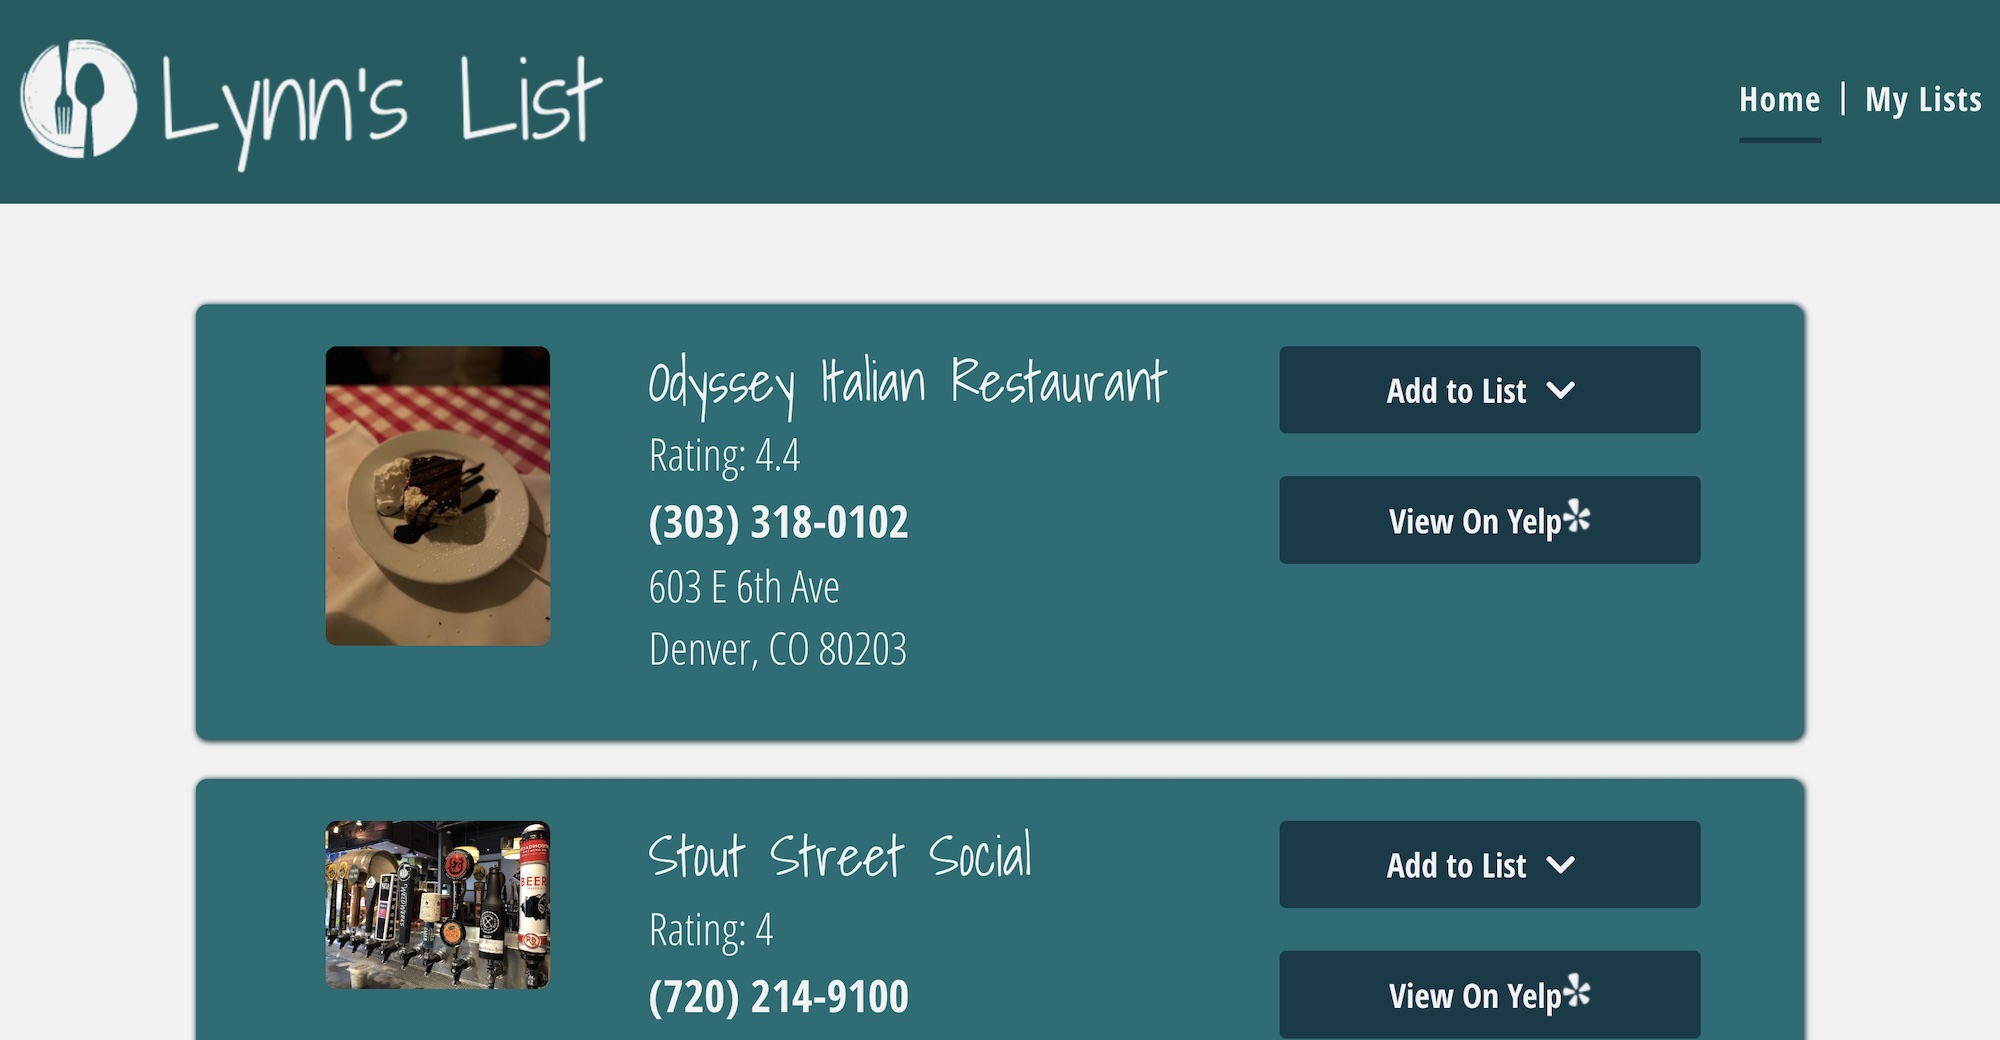 Lynn's List
Home | My Lists
Odyssey Italian Restaurant
Rating: 4.4
(303) 318-0102
603 E 6th Ave
Denver, CO 80203
Add to List
View On Yelp
Stout Street Social
Rating: 4
(720) 214-9100
Add to List
View On Yelp
BEER